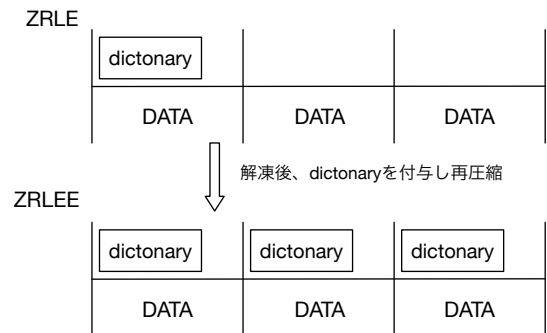 ZRLE
dictonary
DATA DATA DATA
解凍後、dictonaryを付与し再圧縮
ZRLEE
dictonary dictonary dictonary
DATA DATA DATA